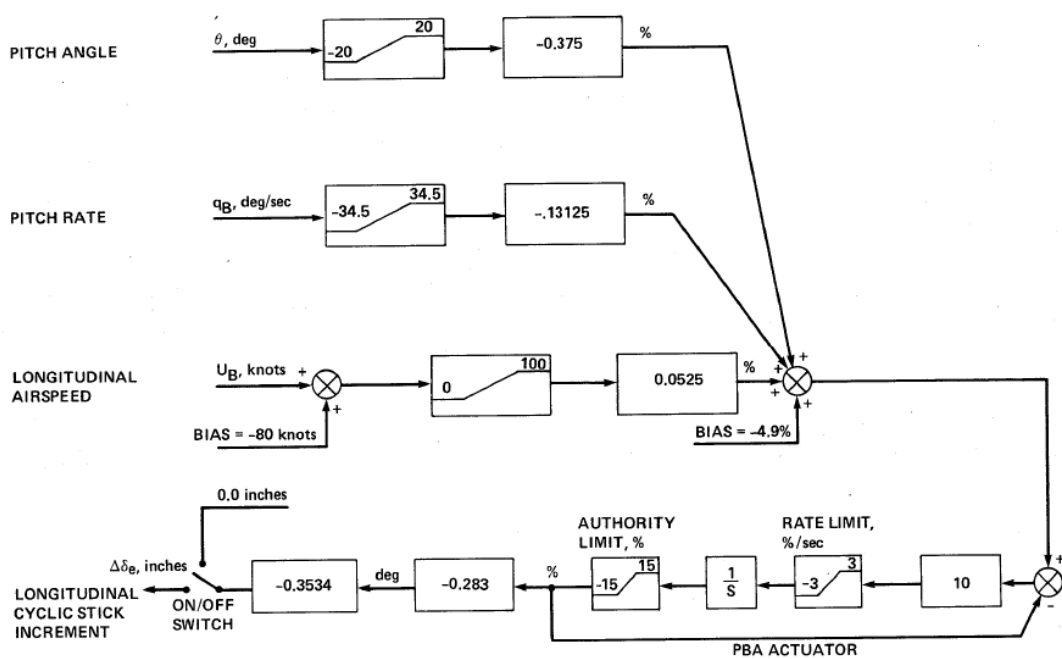 PITCH ANGLE
θ, deg
-20
20
-0.375
%
PITCH RATE
qB, deg/sec
-34.5
34.5
-.13125
%
LONGITUDINAL
AIRSPEED
UB, knots
+
+
BIAS = -80 knots
0
100
0.0525
%
+
+
+
+
BIAS = -4.9%
0.0 inches
Δδe, inches
LONGITUDINAL
CYCLIC STICK
INCREMENT
ON/OFF
SWITCH
-0.3534
deg
-0.283
%
AUTHORITY
LIMIT, %
-15
15
1
S
RATE LIMIT,
%/sec
-3
3
10
+
-
PBA ACTUATOR